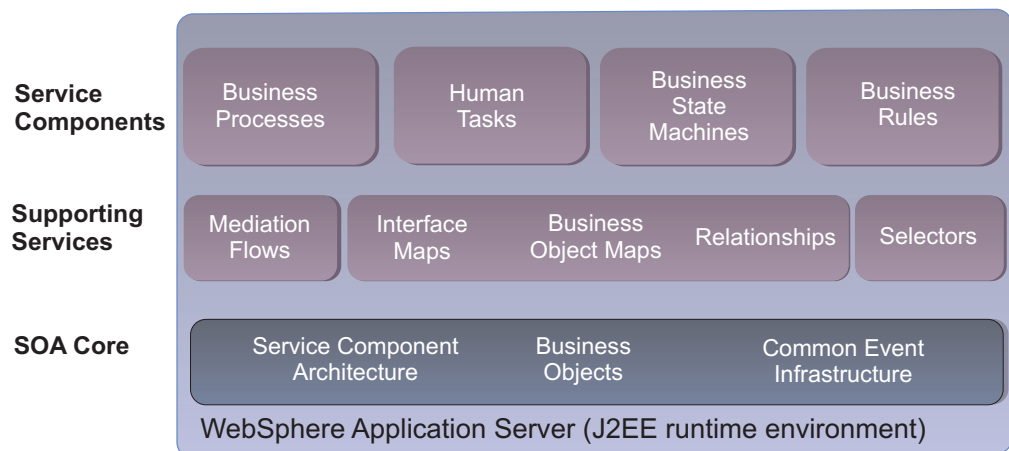 Service
Components
Business
Processes
Human
Tasks
Business
State
Machines
Business
Rules
Supporting
Services
Mediation
Flows
Interface
Maps
Business
Object Maps
Relationships
Selectors
SOA Core
Service Component
Architecture
Business
Objects
Common Event
Infrastructure
WebSphere Application Server (J2EE runtime environment)